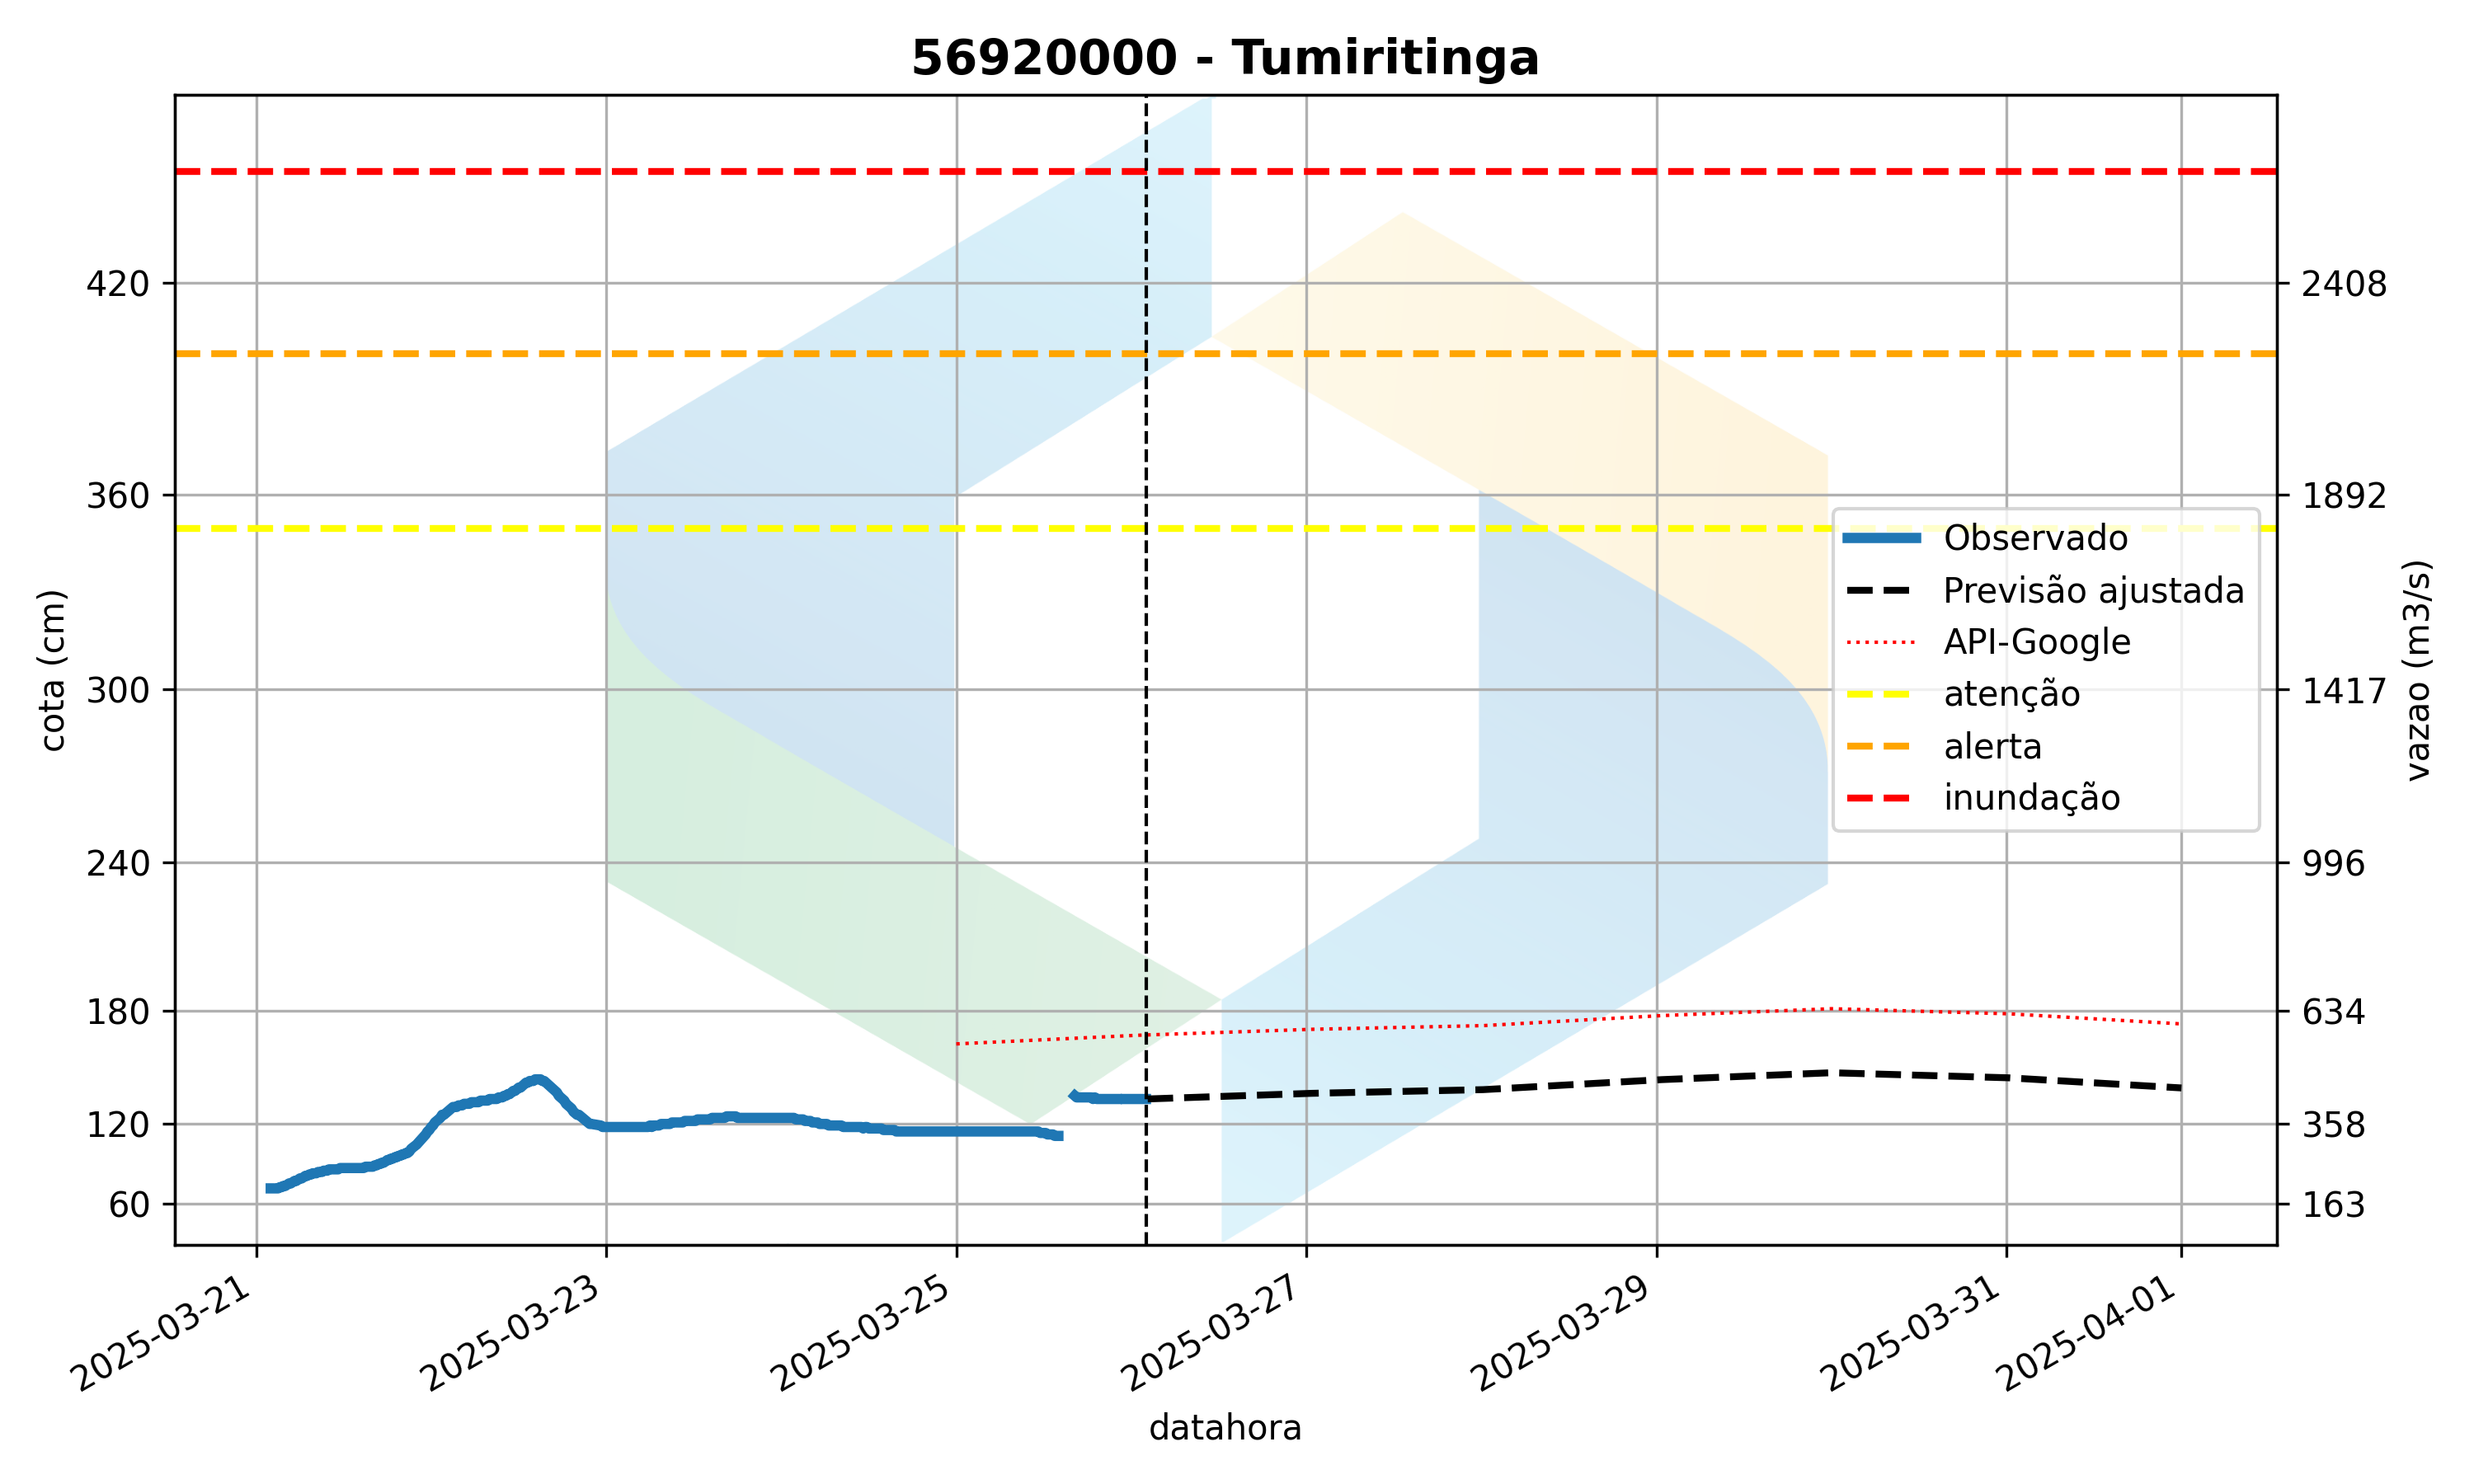 56920000 - Tumiritinga
420
360
300
240
180
120
60
cota (cm)
2408
1892
1417
996
634
358
163
vazao (m3/s)
Observado
Previsão ajustada
API-Google
atenção
alerta
inundação
2025-03-21
2025-03-23
2025-03-25
2025-03-27
2025-03-29
2025-03-31
2025-04-01
datahora